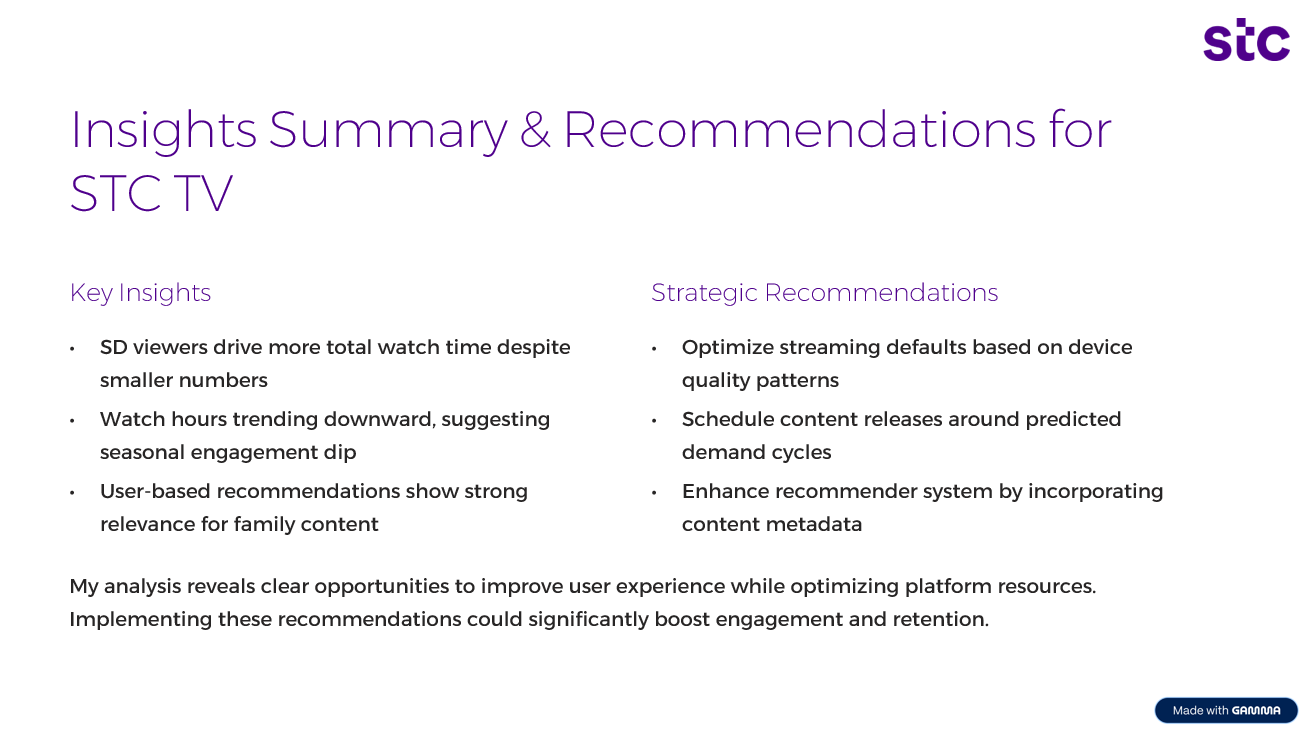 stc
Insights Summary & Recommendations for
STC TV
Key Insights
• SD viewers drive more total watch time despite
smaller numbers
• Watch hours trending downward, suggesting
seasonal engagement dip
• User-based recommendations show strong
relevance for family content
Strategic Recommendations
• Optimize streaming defaults based on device
quality patterns
• Schedule content releases around predicted
demand cycles
• Enhance recommender system by incorporating
content metadata
My analysis reveals clear opportunities to improve user experience while optimizing platform resources.
Implementing these recommendations could significantly boost engagement and retention.
Made with GAMMA